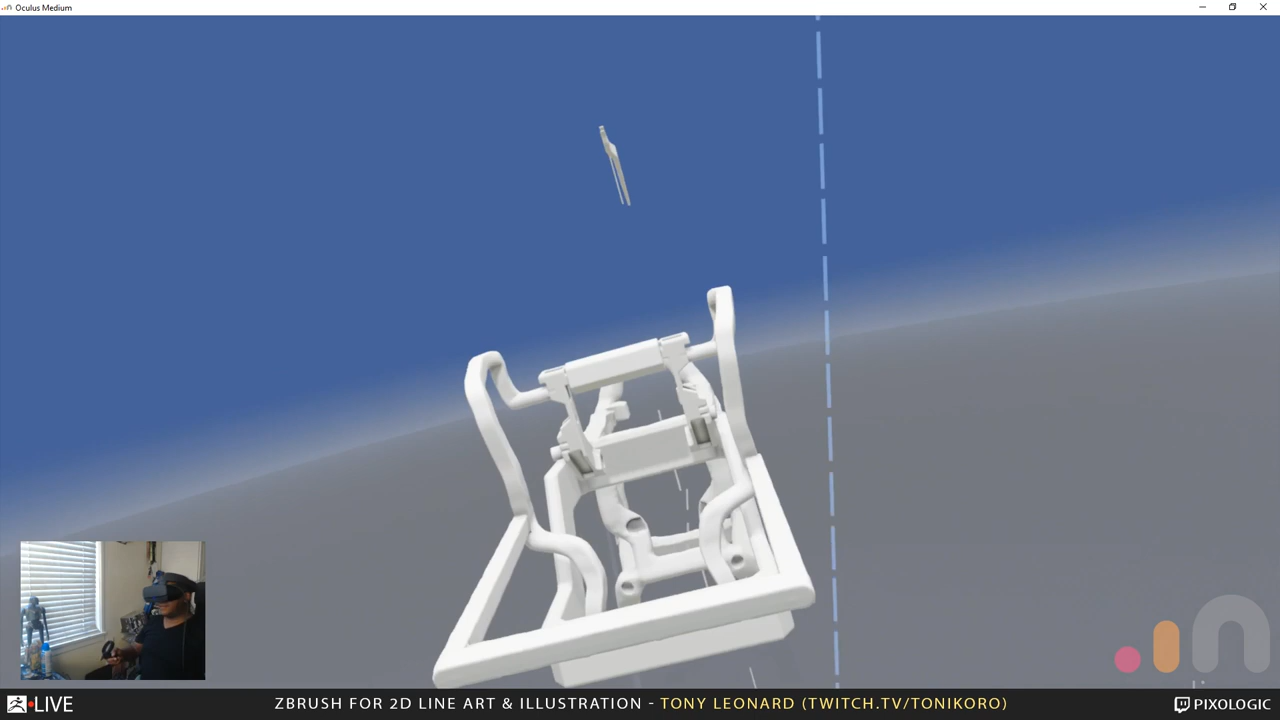 Oculus Medium
LIVE
ZBRUSH FOR 2D LINE ART & ILLUSTRATION - TONY LEONARD (TWITCH.TV/TONIKORO)
PIXOLOGIC